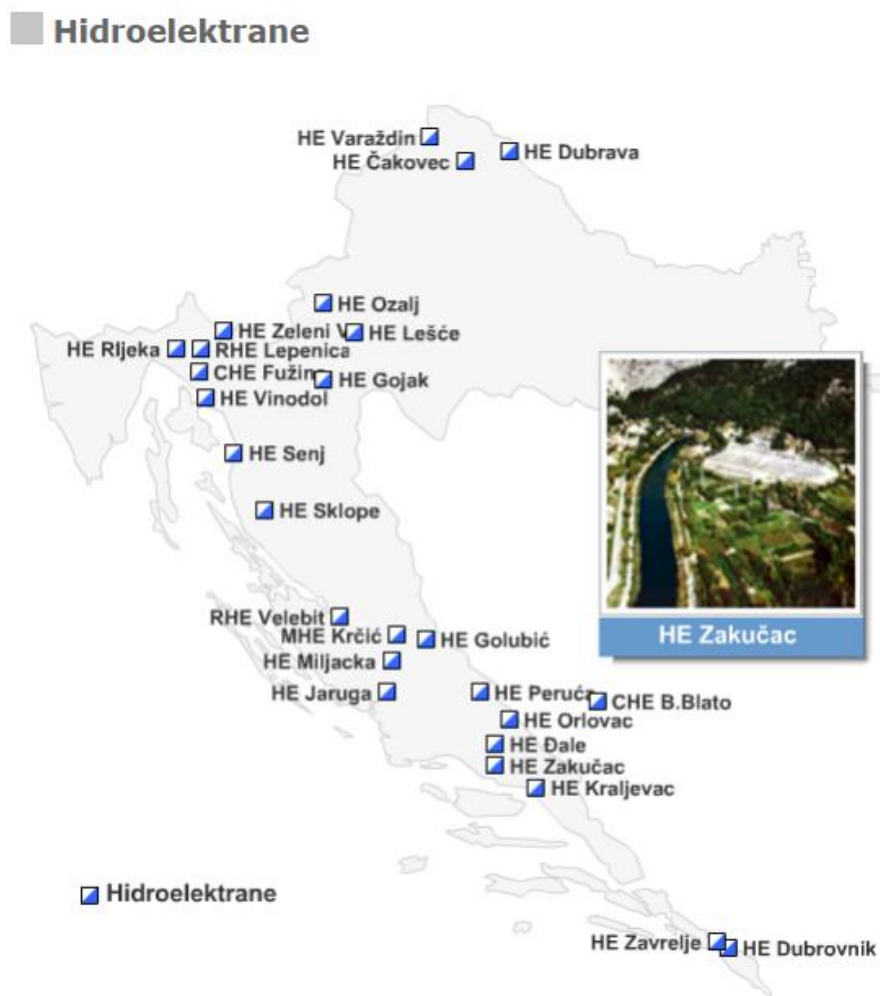 Hidroelektrane
HE Varaždin
HE Dubrava
HE Čakovec
HE Ozalj
HE Zeleni V
HE Lešće
HE RIjeka
RHE Lepenica
CHE Fužin
HE Gojak
HE Vinodol
HE Senj
HE Sklope
RHE Velebit
MHE Krčić
HE Golubić
HE Zakučac
HE Miljacka
HE Jaruga
HE Peruća
CHE B.Blato
HE Orlovac
HE Đale
HE Zakučac
HE Kraljevac
Hidroelektrane
HE Zavrelje
HE Dubrovnik